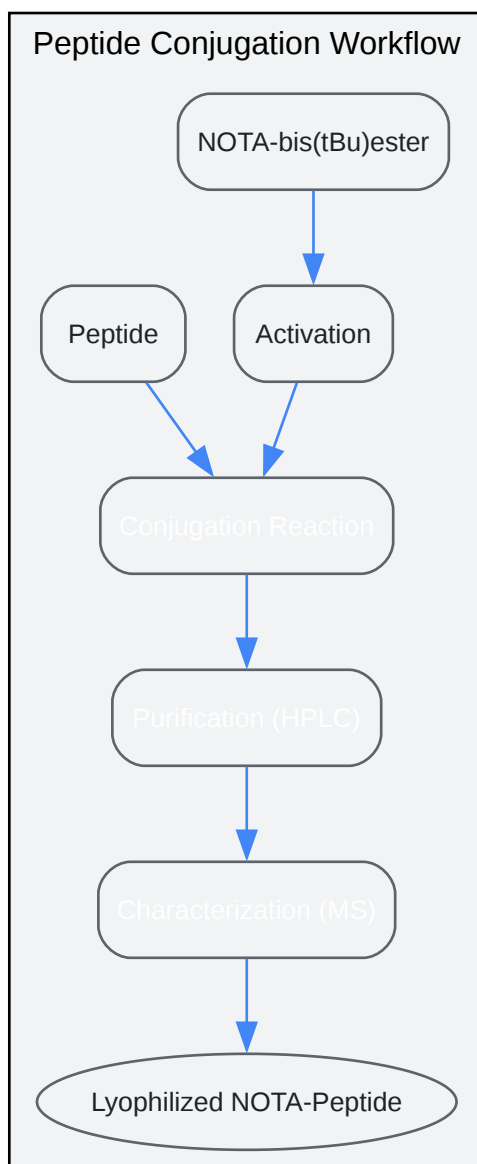 Peptide Conjugation Workflow
NOTA-bis(tBu)ester
Peptide
Activation
Conjugation Reaction
Purification (HPLC)
Characterization (MS)
Lyophilized NOTA-Peptide